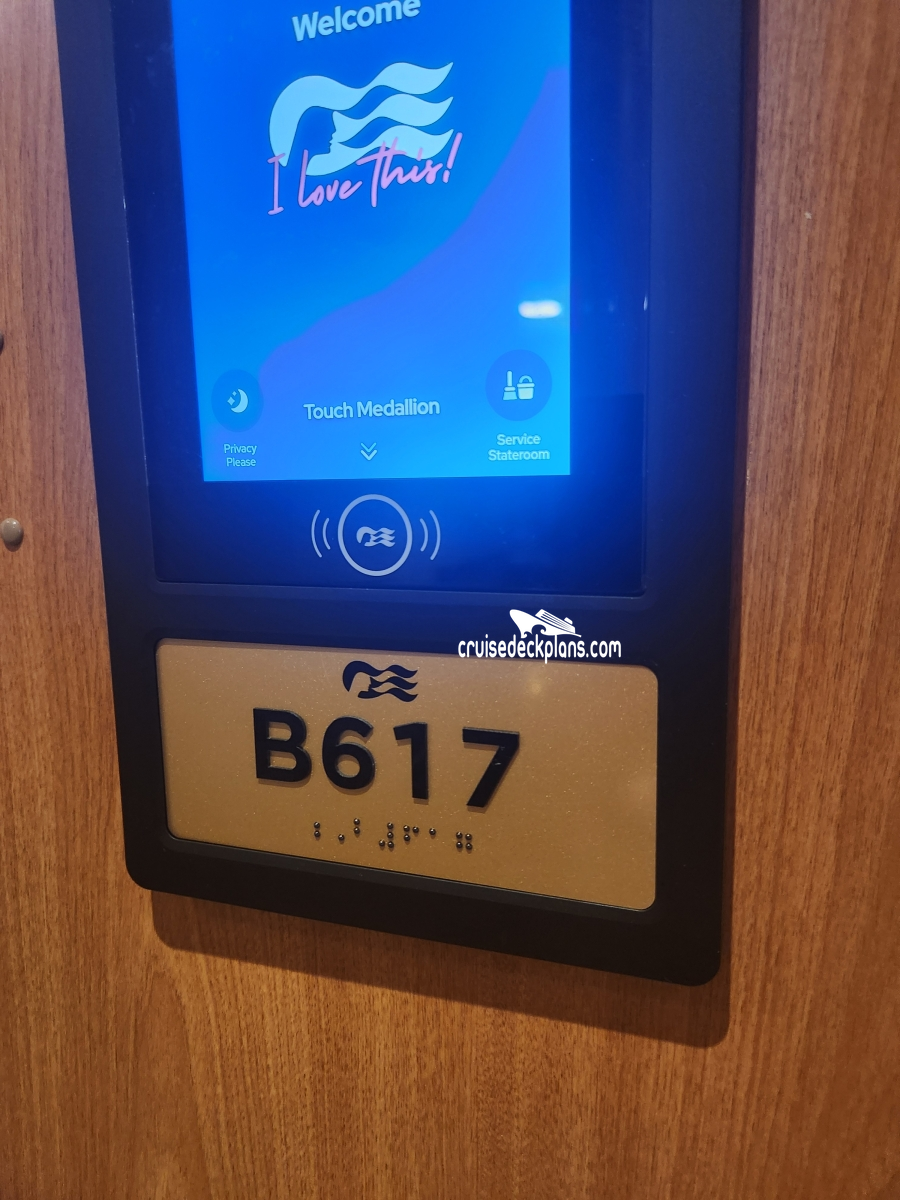 Welcome
I love this!
Touch Medallion
Privacy
Please
Service
Stateroom
cruisedeckplans.com
B617